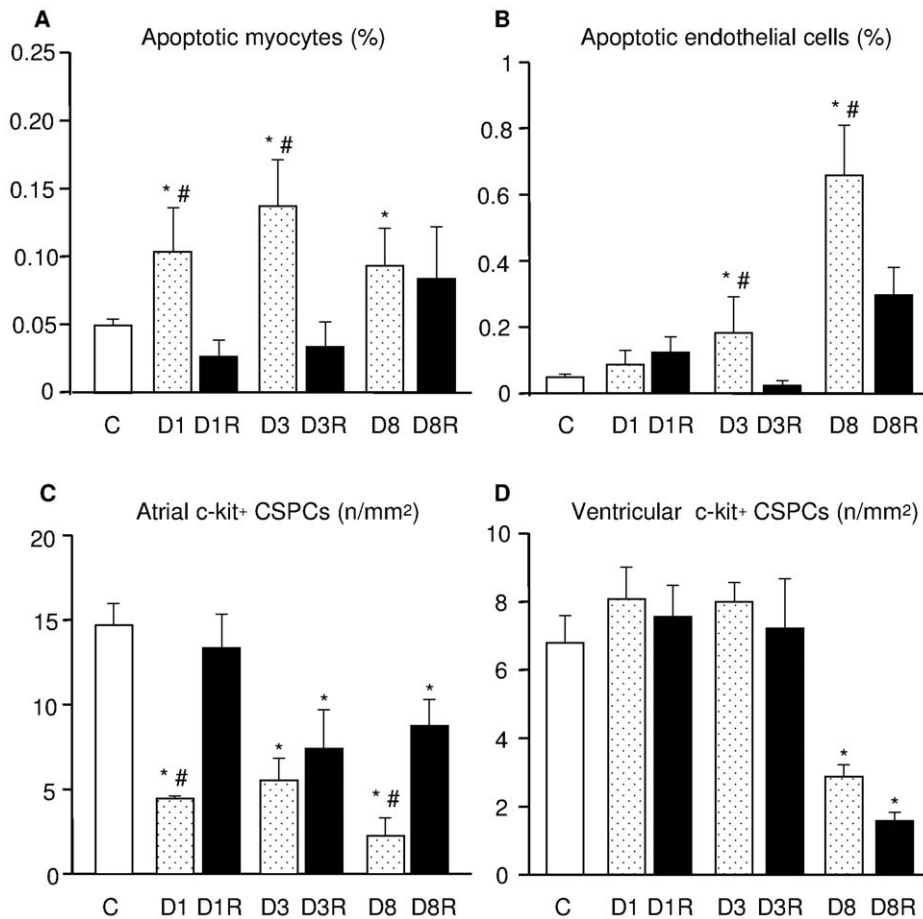 A
Apoptotic myocytes (%)
0.25
0.20
0.15
0.10
0.05
0
* #
* #
*
C D1 D1R D3 D3R D8 D8R
B
Apoptotic endothelial cells (%)
1
0.8
0.6
0.4
0.2
0
* #
* #
C D1 D1R D3 D3R D8 D8R
C
Atrial c-kit+ CSPCs (n/mm²)
20
15
10
5
0
* #
*
*
* #
*
C D1 D1R D3 D3R D8 D8R
D
Ventricular c-kit+ CSPCs (n/mm²)
10
8
6
4
2
0
*
*
C D1 D1R D3 D3R D8 D8R